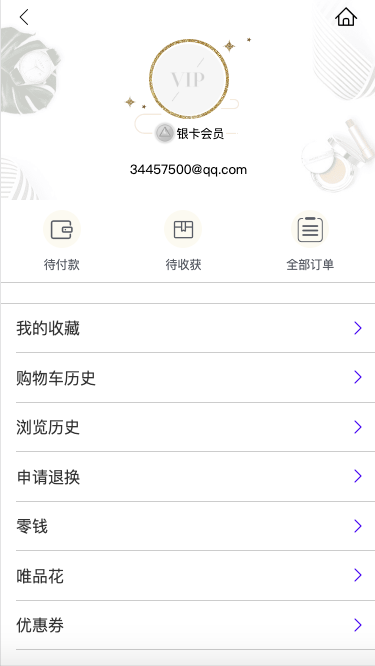 VIP
银卡会员
34457500@qq.com
待付款 待收获 全部订单
我的收藏
购物车历史
浏览历史
申请退换
零钱
唯品花
优惠券